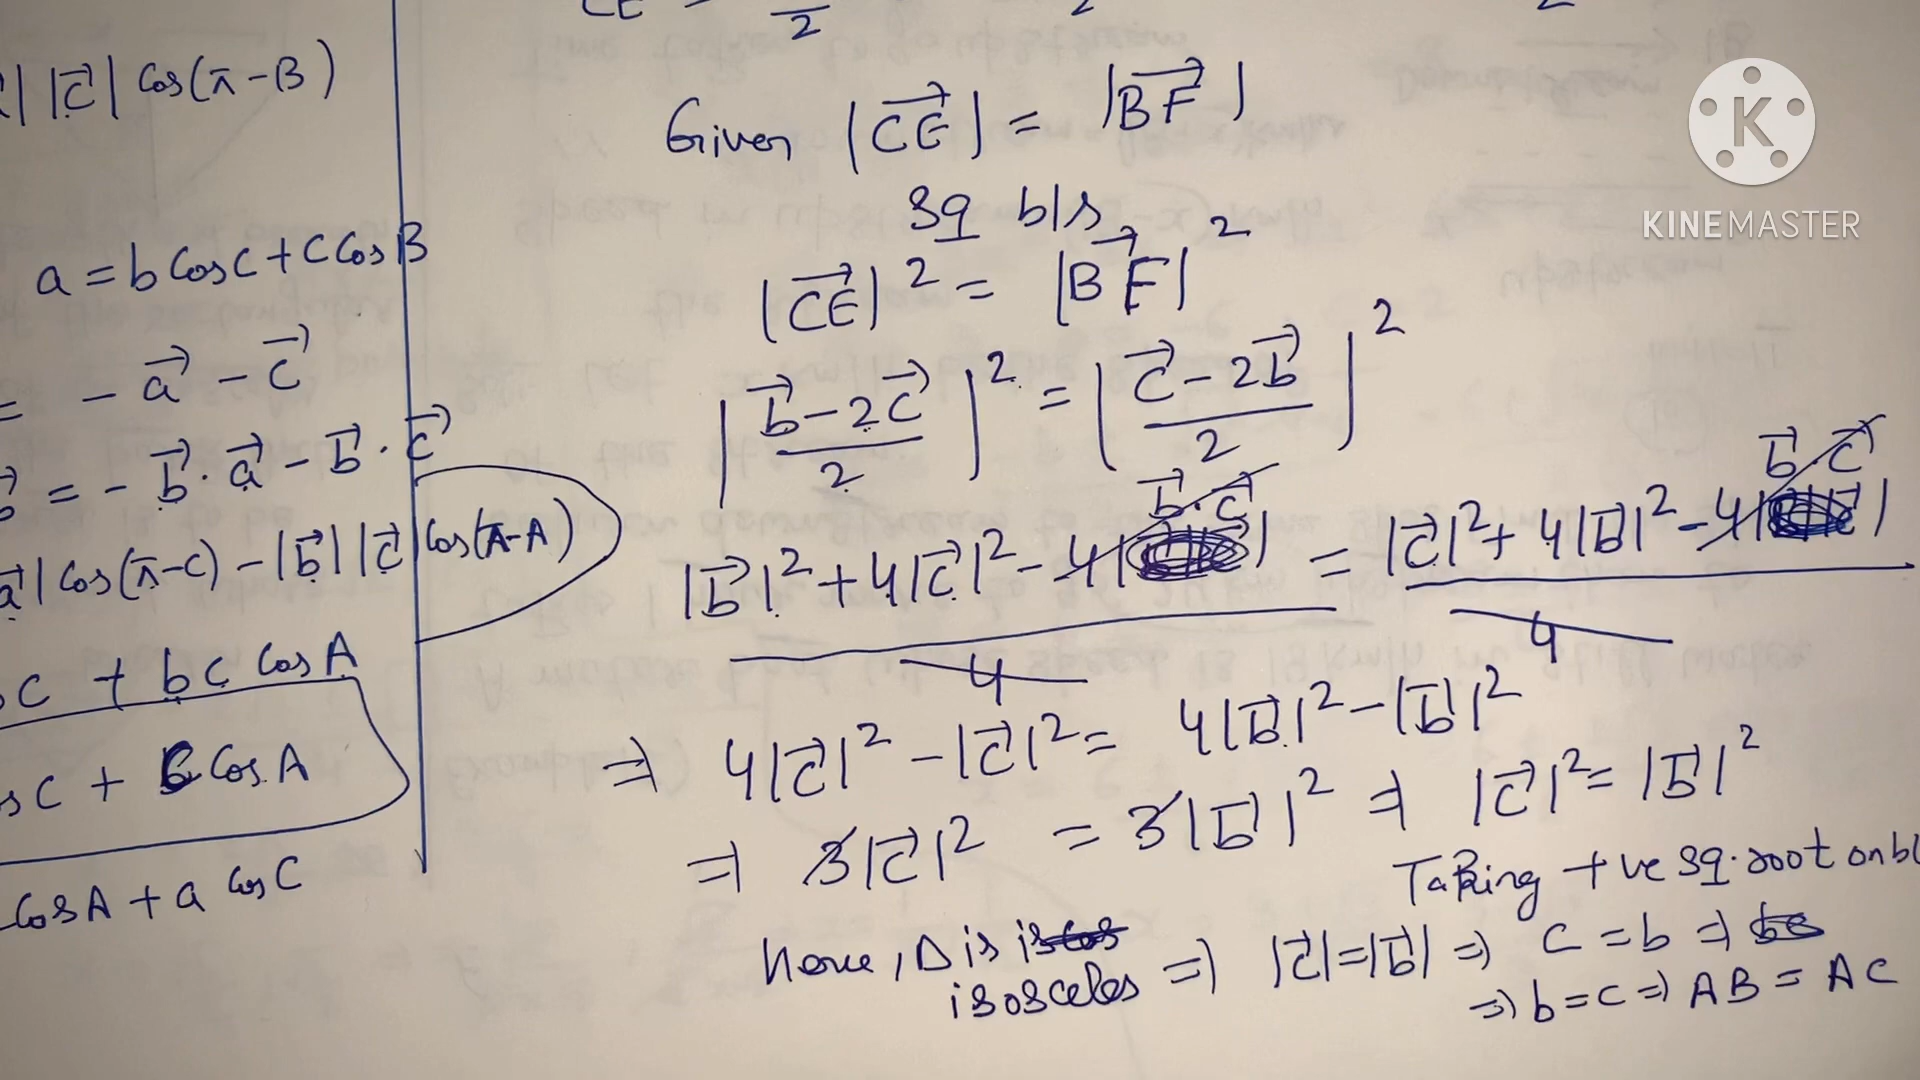 | |c⃗| Cos(π-B)
a = b Cos C + C Cos B
= - a⃗ - c⃗
= - b⃗ . a⃗ - b⃗ . c⃗
a⃗| Cos(π-C) - |b⃗| |c⃗| Cos(π-A)
C + bc Cos A
C + C Cos A
Cos A + a Cos C
CE =
2
2
2
Given |CE⃗| = |BF⃗|
Sq b/s
|CE⃗|² = |BF⃗|²
|(b⃗ - 2c⃗)/2|² = |(c⃗ - 2b⃗)/2|²
b⃗ . c⃗ b⃗ c⃗
|b⃗|² + 4|c⃗|² - 4| | = |c⃗|² + 4|b⃗|² - 4| |
4 4
⇒ 4|c⃗|² - |c⃗|² = 4|b⃗|² - |b⃗|²
⇒ 3|c⃗|² = 3|b⃗|² ⇒ |c⃗|² = |b⃗|²
Taking +ve sq. root on b
Δ is isos
isosceles ⇒ |c⃗| = |b⃗| ⇒ C = b ⇒
⇒ b = c ⇒ AB = AC
K
KINEMASTER